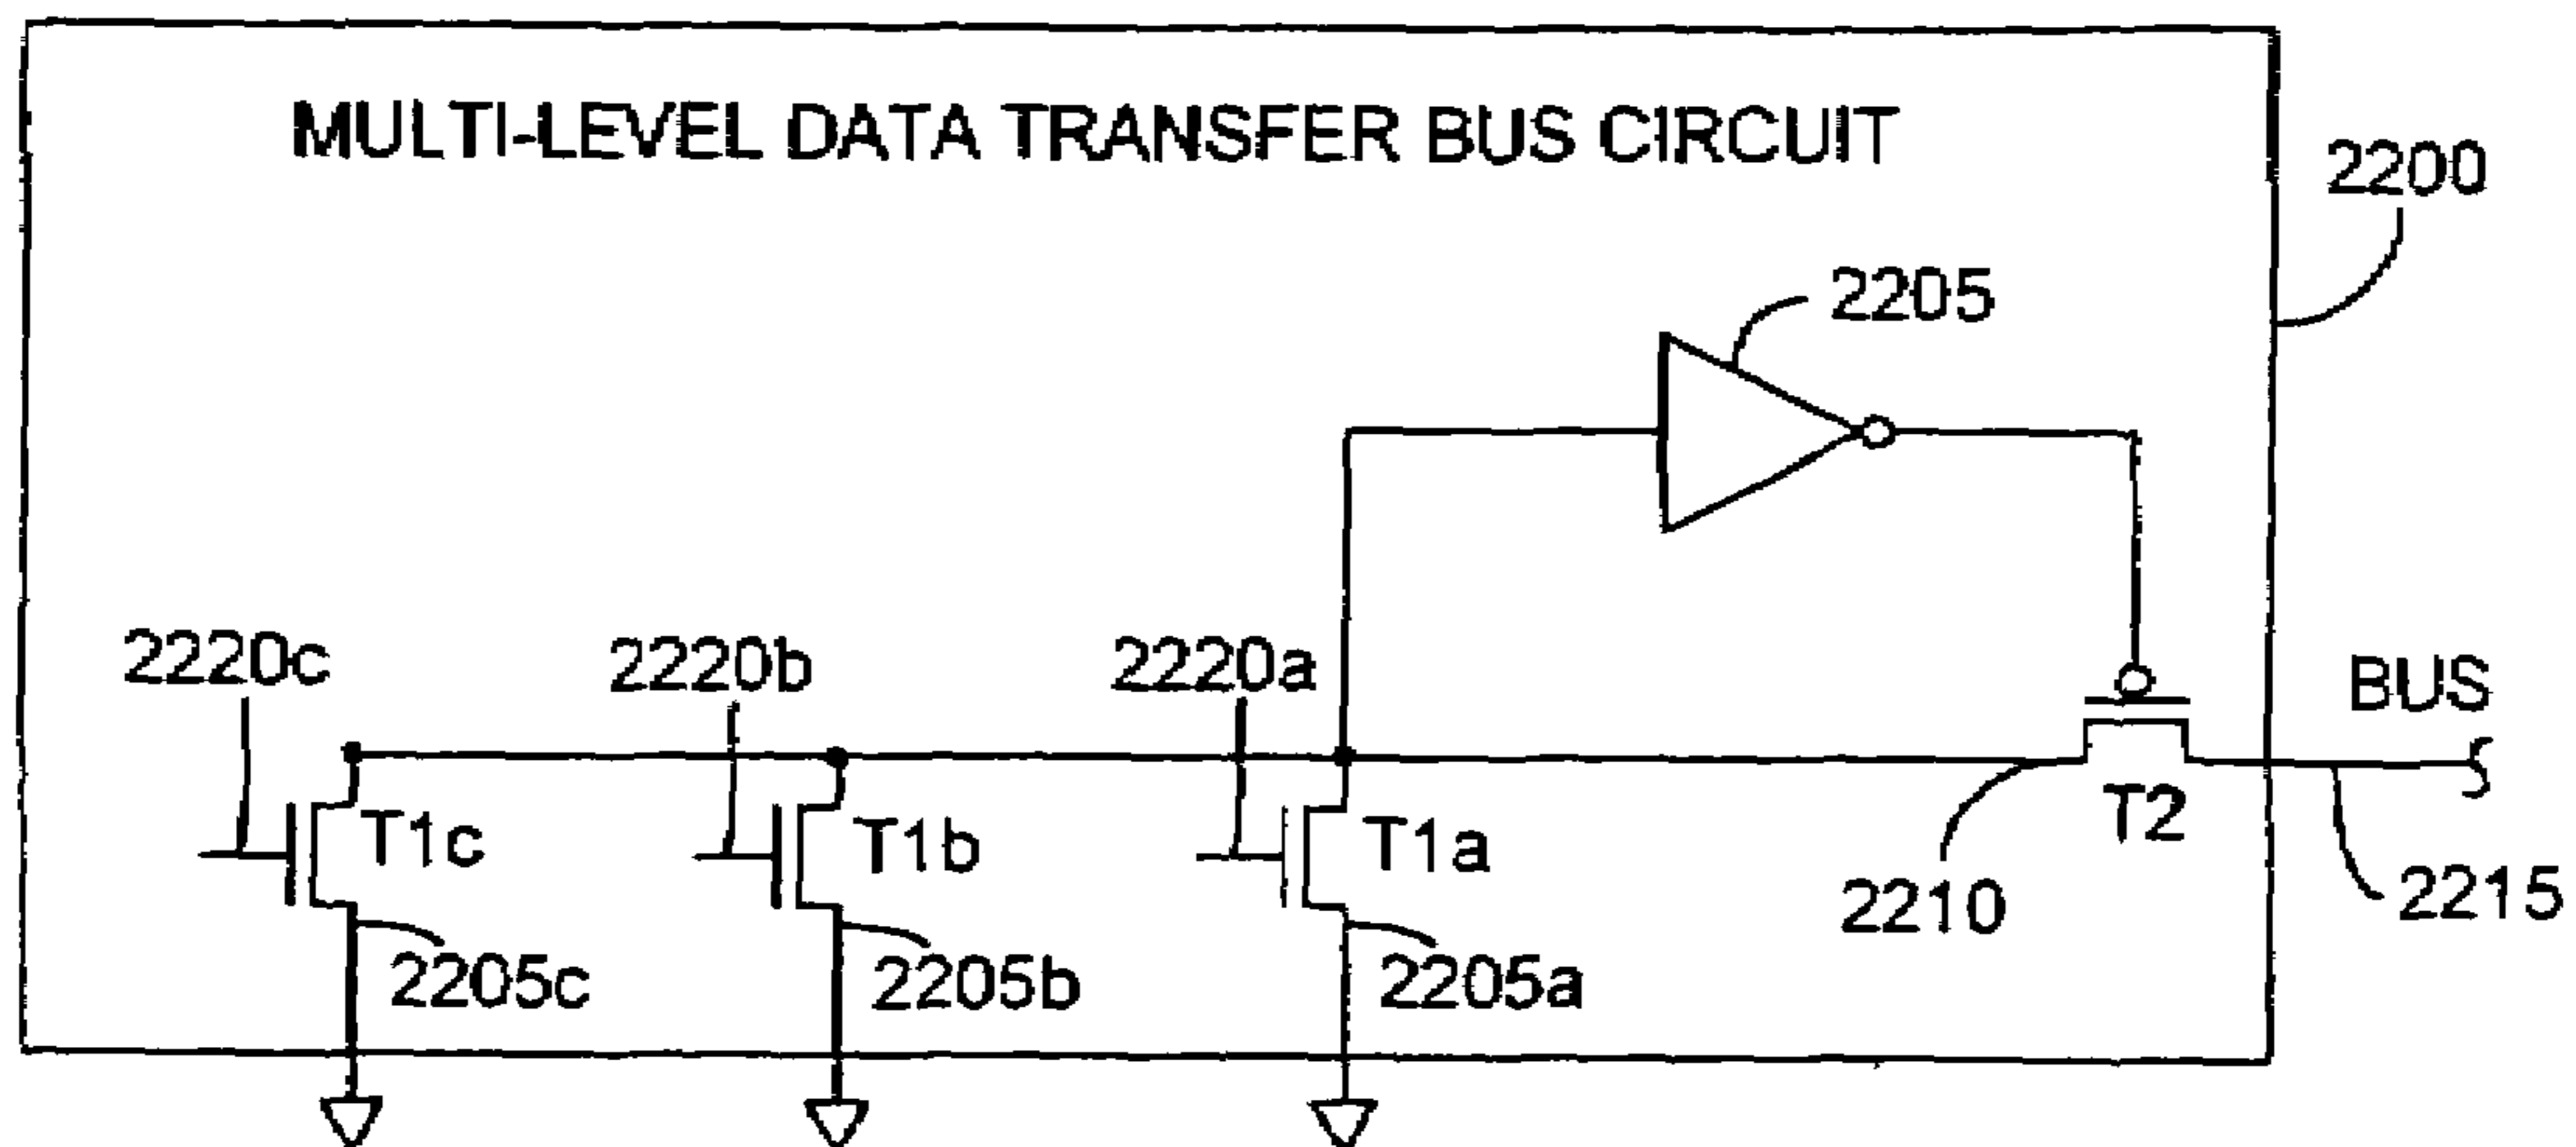 MULTI-LEVEL DATA TRANSFER BUS CIRCUIT
2200
2205
2220c
2220b
2220a
BUS
T1c
T1b
T1a
T2
2210
2215
2205c
2205b
2205a